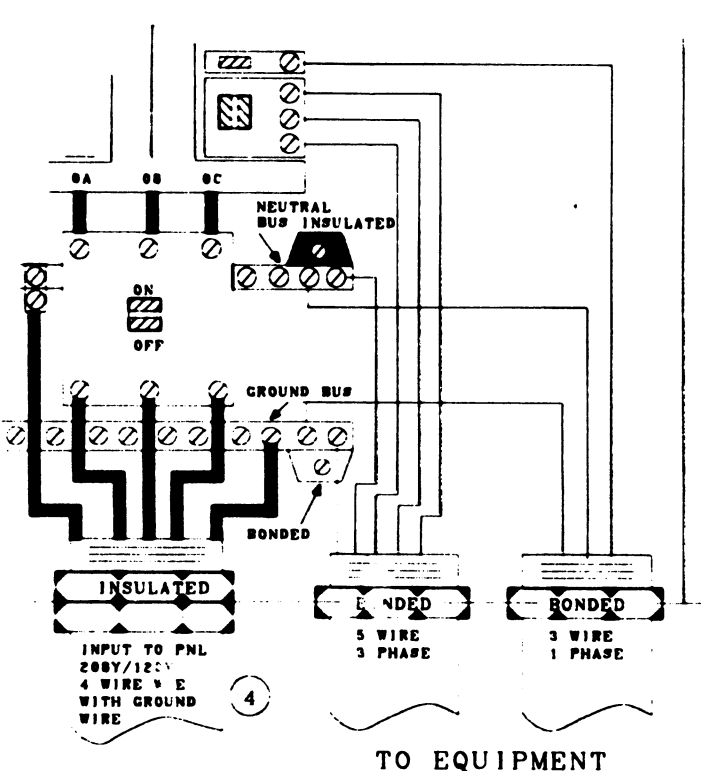 ØA ØB ØC
NEUTRAL
BUS INSULATED
ON
OFF
GROUND BUS
BONDED
INSULATED
BONDED
INPUT TO PNL
4 WIRE
WITH GROUND
WIRE
4
5 WIRE
3 PHASE
3 WIRE
1 PHASE
TO EQUIPMENT